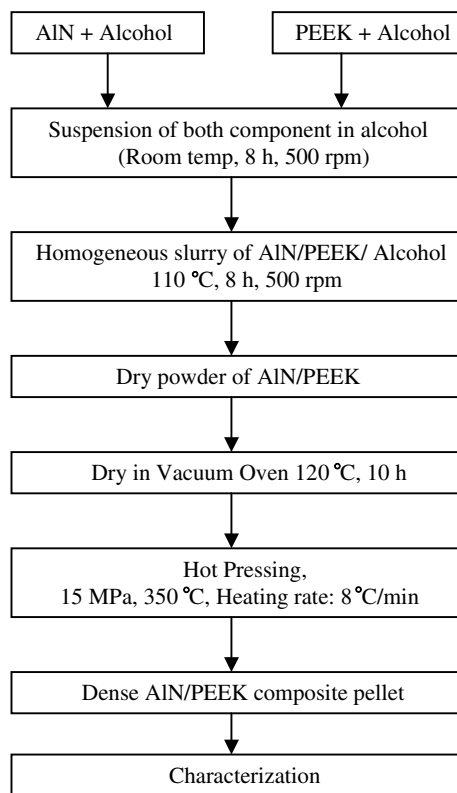 AlN + Alcohol
PEEK + Alcohol
Suspension of both component in alcohol
(Room temp, 8 h, 500 rpm)
Homogeneous slurry of AlN/PEEK/ Alcohol
110 °C, 8 h, 500 rpm
Dry powder of AlN/PEEK
Dry in Vacuum Oven 120 °C, 10 h
Hot Pressing,
15 MPa, 350 °C, Heating rate: 8 °C/min
Dense AlN/PEEK composite pellet
Characterization